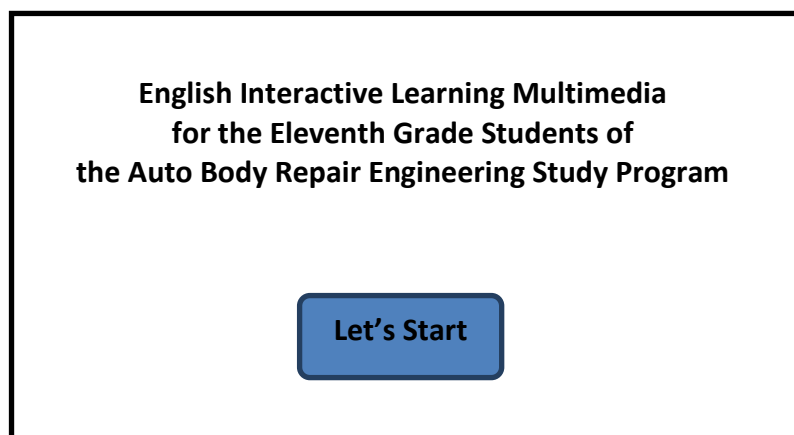 English Interactive Learning Multimedia
for the Eleventh Grade Students of
the Auto Body Repair Engineering Study Program
Let’s Start